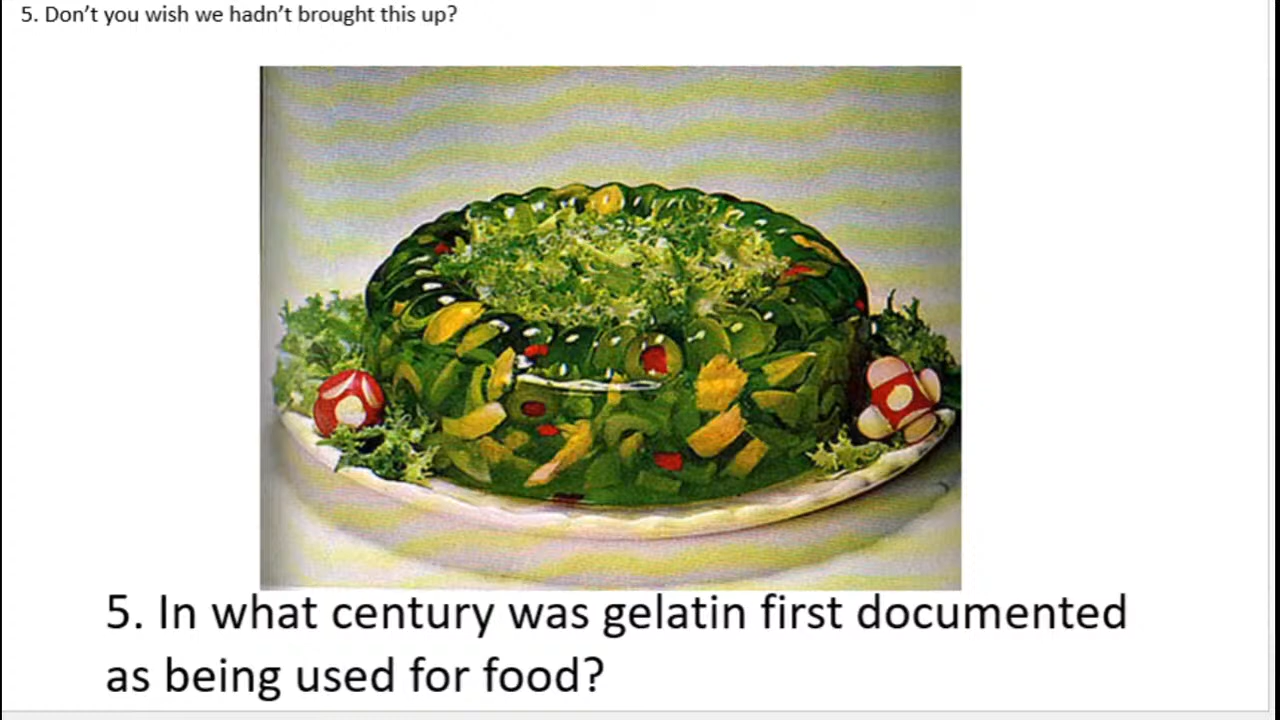 5. Don’t you wish we hadn’t brought this up?
5. In what century was gelatin first documented
as being used for food?